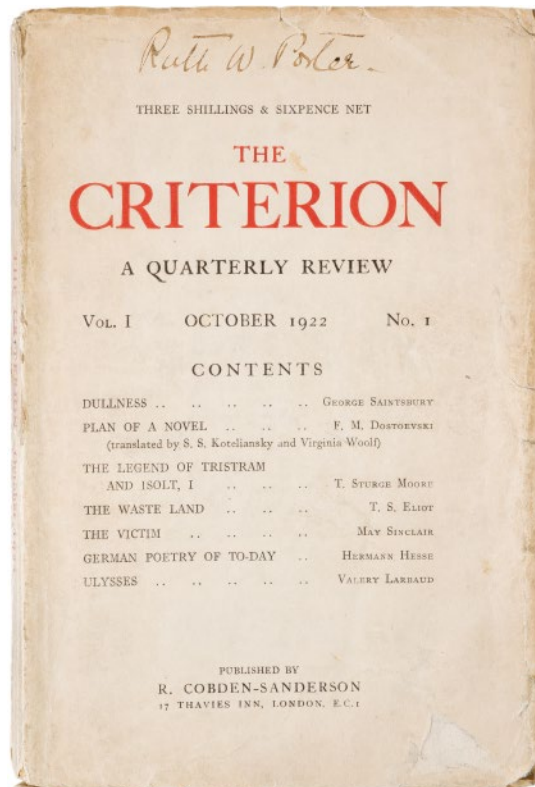 Ruth W. Porter.
THREE SHILLINGS & SIXPENCE NET
THE
CRITERION
A QUARTERLY REVIEW
VOL. I OCTOBER 1922 NO. 1
CONTENTS
DULLNESS .. .. .. .. .. GEORGE SAINTSBURY
PLAN OF A NOVEL .. .. .. F. M. DOSTOEVSKI
(translated by S. S. Koteliansky and Virginia Woolf)
THE LEGEND OF TRISTRAM
AND ISOLT, I .. .. .. T. STURGE MOORE
THE WASTE LAND .. .. .. T. S. ELIOT
THE VICTIM .. .. .. .. MAY SINCLAIR
GERMAN POETRY OF TO-DAY .. HERMANN HESSE
ULYSSES .. .. .. .. .. VALERY LARBAUD
PUBLISHED BY
R. COBDEN-SANDERSON
17 THAVIES INN, LONDON, E.C.1